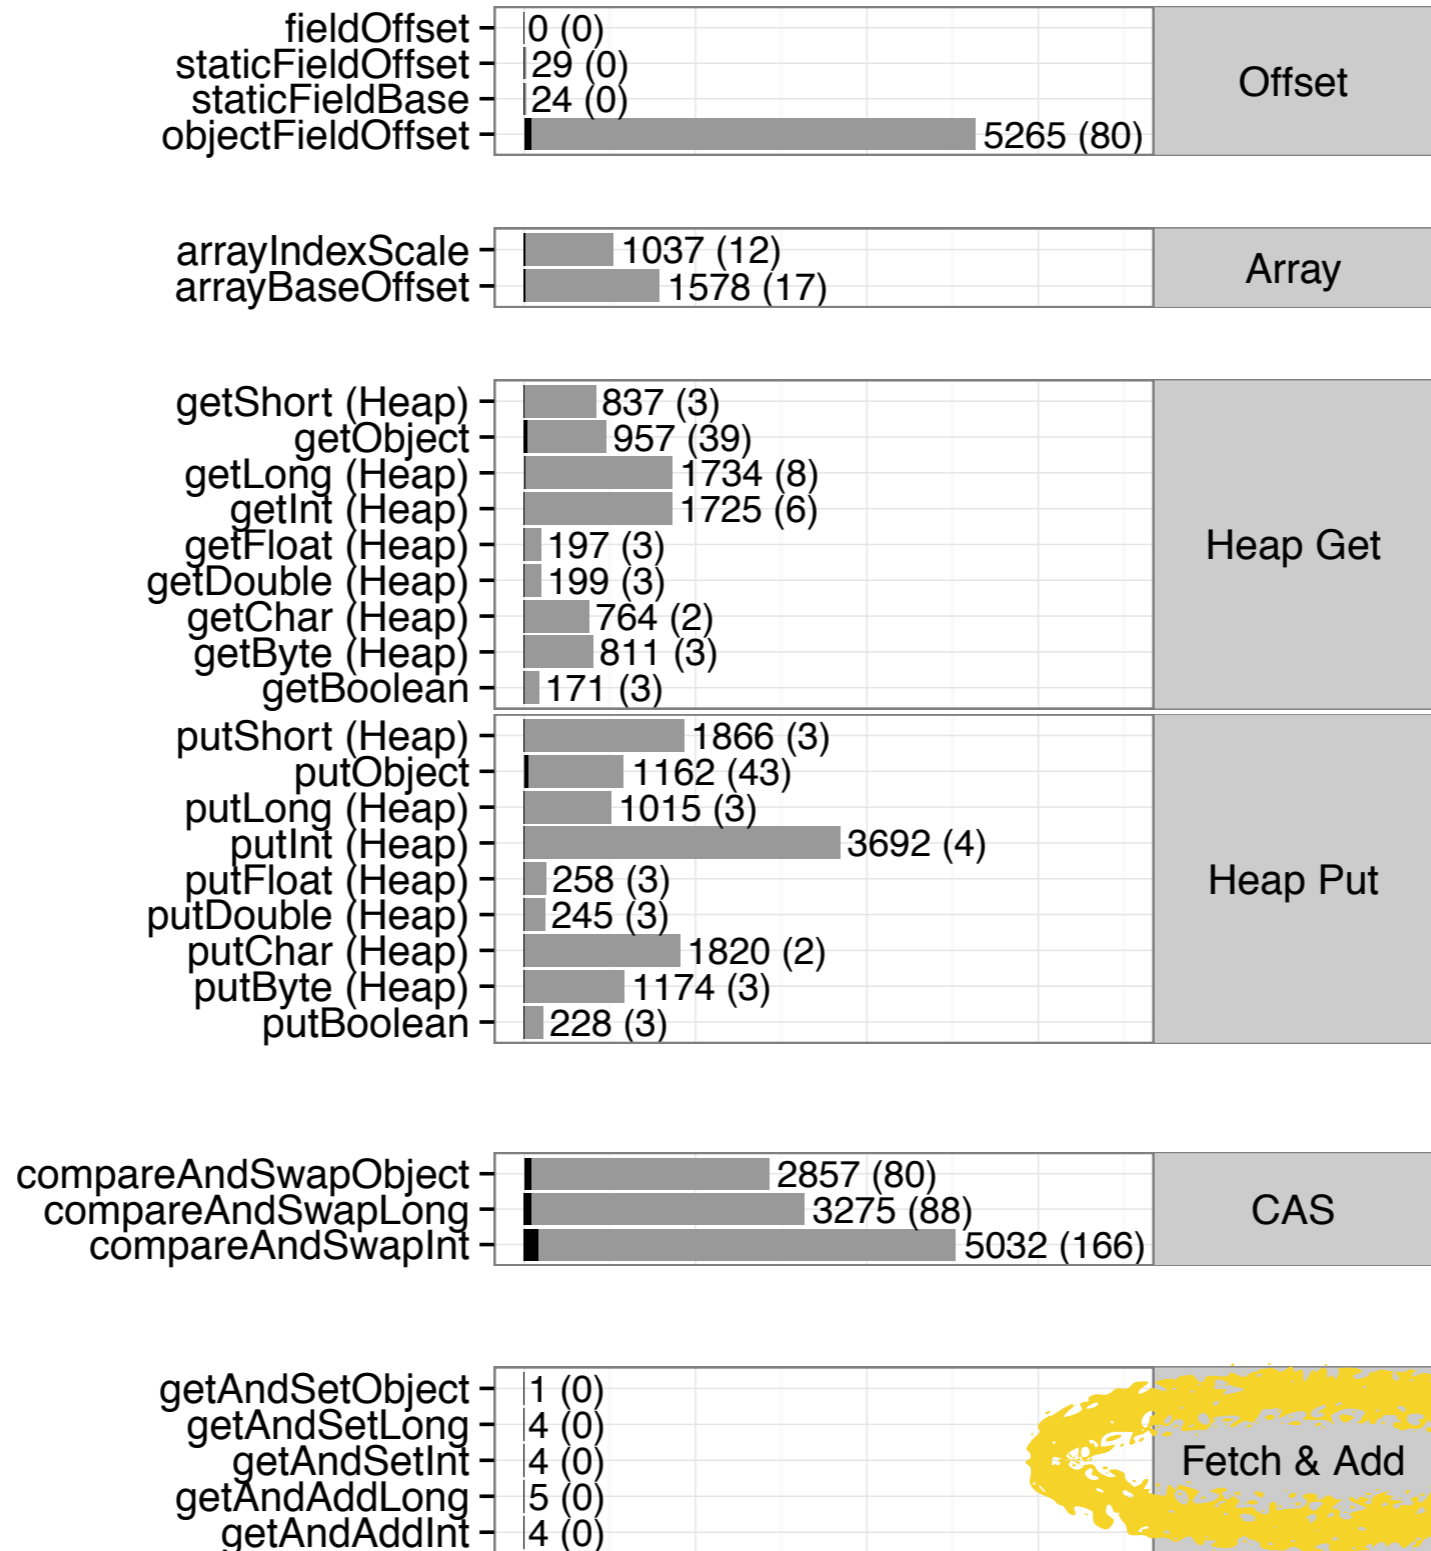 fieldOffset 0 (0)
staticFieldOffset 29 (0)
staticFieldBase 24 (0)
objectFieldOffset 5265 (80)
Offset
arrayIndexScale 1037 (12)
arrayBaseOffset 1578 (17)
Array
getShort (Heap) 837 (3)
getObject 957 (39)
getLong (Heap) 1734 (8)
getInt (Heap) 1725 (6)
getFloat (Heap) 197 (3)
getDouble (Heap) 199 (3)
getChar (Heap) 764 (2)
getByte (Heap) 811 (3)
getBoolean 171 (3)
Heap Get
putShort (Heap) 1866 (3)
putObject 1162 (43)
putLong (Heap) 1015 (3)
putInt (Heap) 3692 (4)
putFloat (Heap) 258 (3)
putDouble (Heap) 245 (3)
putChar (Heap) 1820 (2)
putByte (Heap) 1174 (3)
putBoolean 228 (3)
Heap Put
compareAndSwapObject 2857 (80)
compareAndSwapLong 3275 (88)
compareAndSwapInt 5032 (166)
CAS
getAndSetObject 1 (0)
getAndSetLong 4 (0)
getAndSetInt 4 (0)
getAndAddLong 5 (0)
getAndAddInt 4 (0)
Fetch & Add